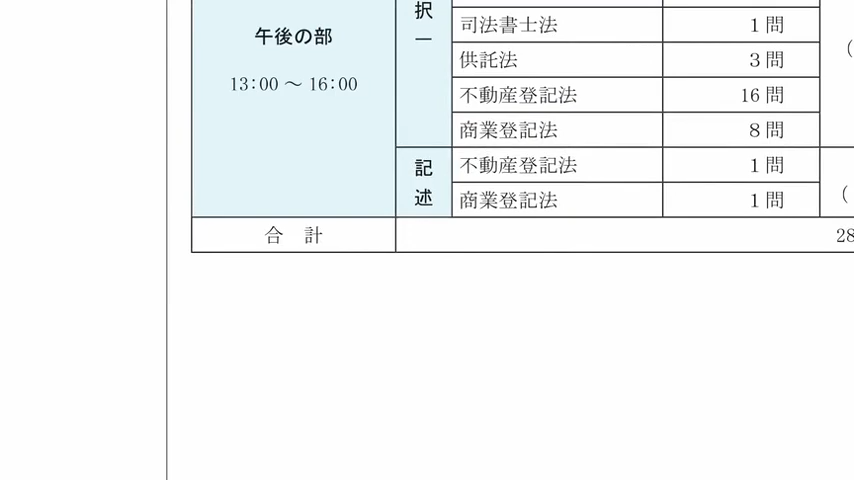 択一
司法書士法 1問
午後の部
供託法 3問
13:00～16:00
不動産登記法 16問
商業登記法 8問
記述
不動産登記法 1問
商業登記法 1問
合計 28